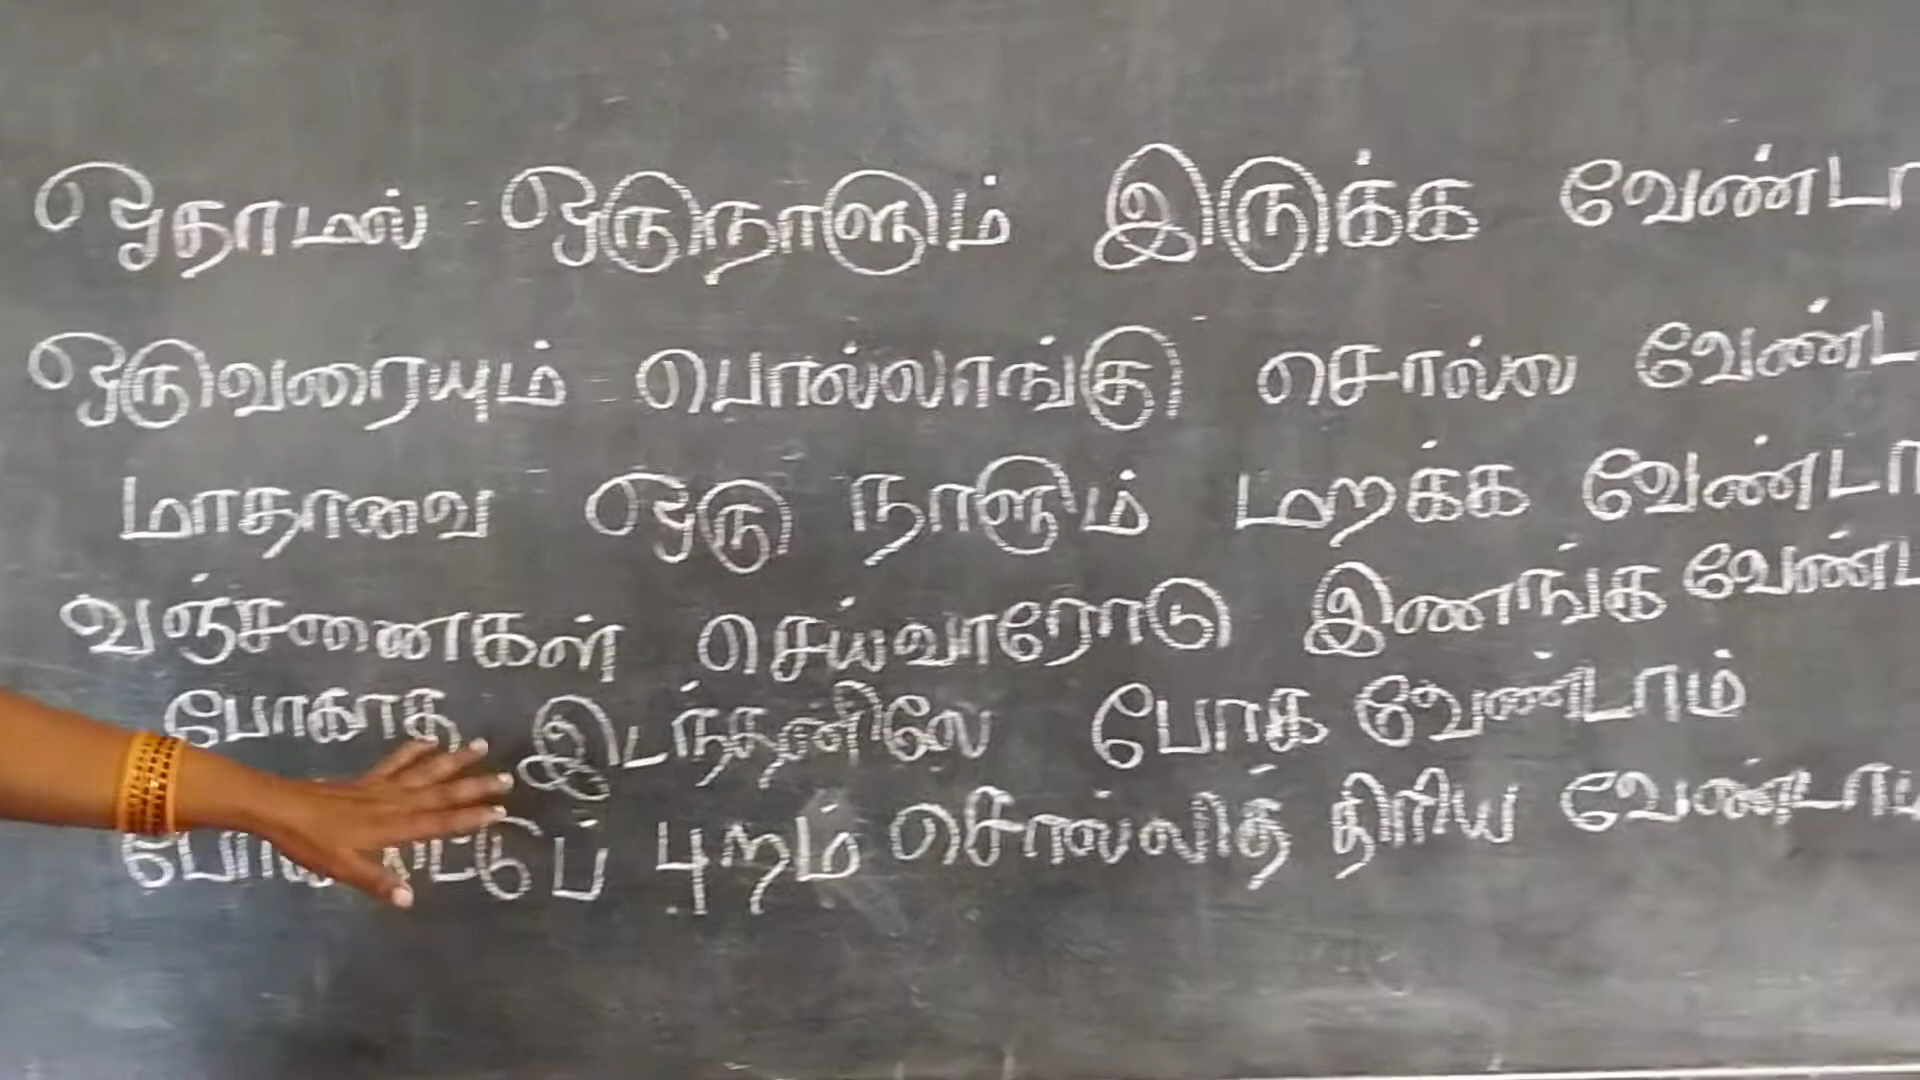 ஓதாமல் ஒருநாளும் இருக்க வேண்டா
ஒருவரையும் பொல்லாங்கு சொல்ல வேண்ட
மாதாவை ஒரு நாளும் மறக்க வேண்டா
வஞ்சனைகள் செய்வாரோடு இணங்க வேண்ட
போகாத இடந்தனிலே போக வேண்டாம்
புறம் சொல்லித் திரிய வேண்டாம்